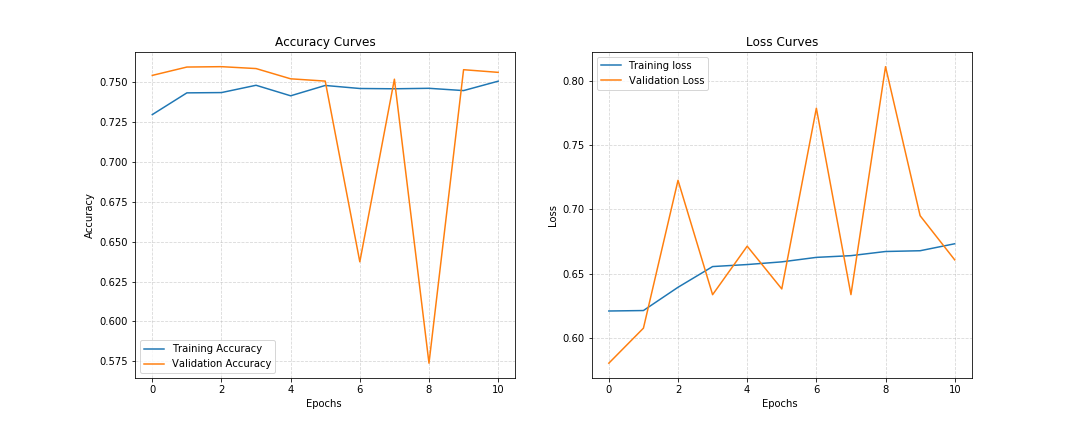 Accuracy Curves
Accuracy
0.750
0.725
0.700
0.675
0.650
0.625
0.600
0.575
Training Accuracy
Validation Accuracy
0 2 4 6 8 10
Epochs
Loss Curves
Loss
Training loss
Validation Loss
0.80
0.75
0.70
0.65
0.60
0 2 4 6 8 10
Epochs